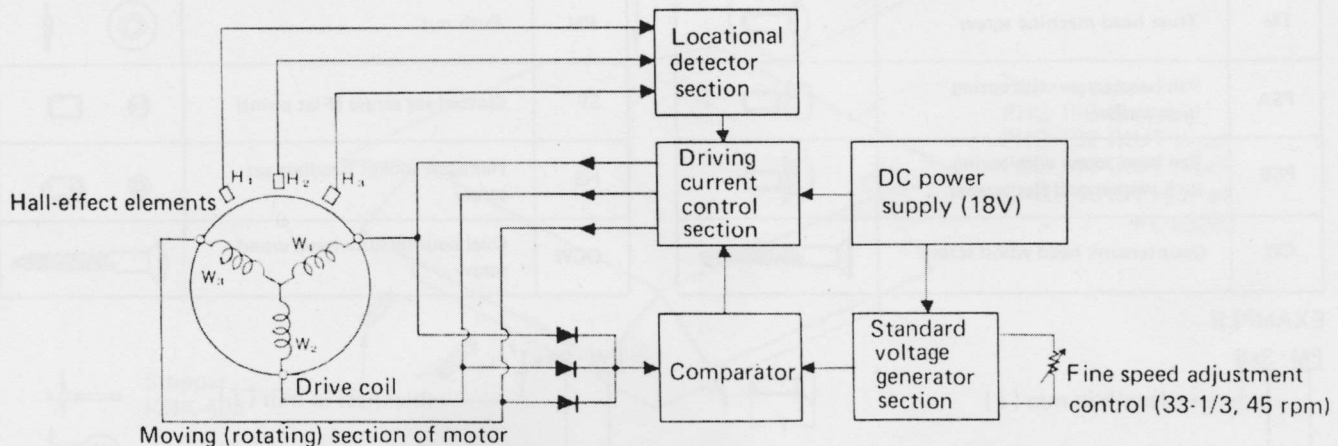 Locational
detector
section
H1 H2 H3
Hall-effect elements
Driving
current
control
section
DC power
supply (18V)
W1
W3
W2
Drive coil
Moving (rotating) section of motor
Comparator
Standard
voltage
generator
section
Fine speed adjustment
control (33-1/3, 45 rpm)